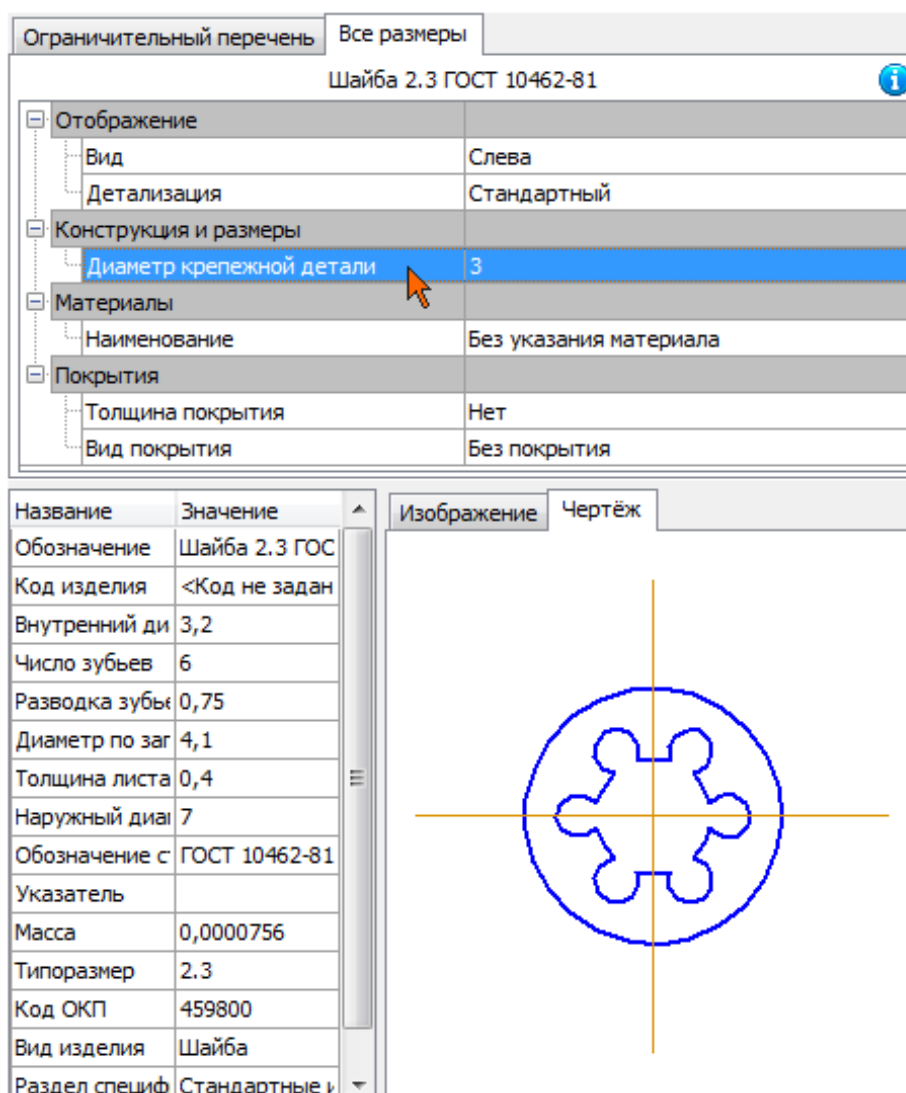 Ограничительный перечень Все размеры
Шайба 2.3 ГОСТ 10462-81
Отображение
Вид Слева
Детализация Стандартный
Конструкция и размеры
Диаметр крепежной детали 3
Материалы
Наименование Без указания материала
Покрытия
Толщина покрытия Нет
Вид покрытия Без покрытия
Название Значение
Изображение Чертёж
Обозначение Шайба 2.3 ГОС
Код изделия <Код не задан
Внутренний ди 3,2
Число зубьев 6
Разводка зубье 0,75
Диаметр по заг 4,1
Толщина листа 0,4
Наружный диа 7
Обозначение с ГОСТ 10462-81
Указатель
Масса 0,0000756
Типоразмер 2.3
Код ОКП 459800
Вид изделия Шайба
Раздел специф Стандартные и